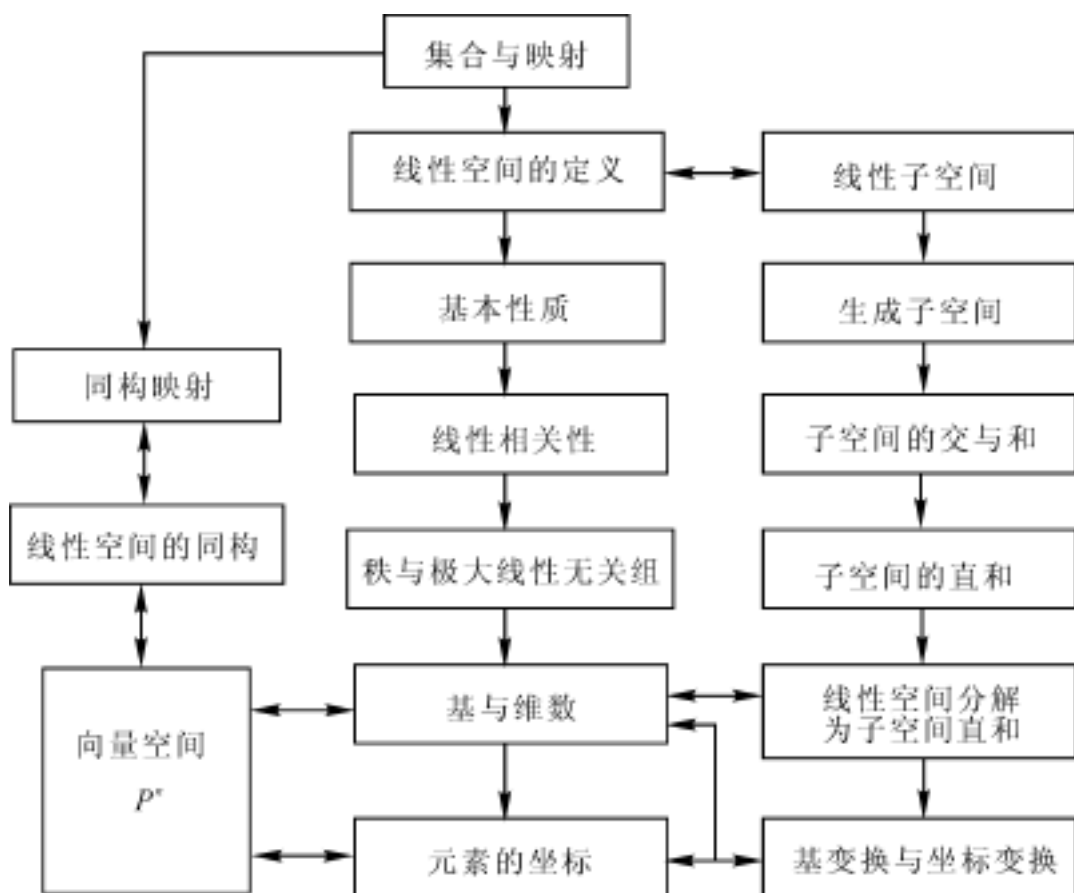 集合与映射
线性空间的定义
线性子空间
基本性质
生成子空间
同构映射
线性相关性
子空间的交与和
线性空间的同构
秩与极大线性无关组
子空间的直和
向量空间
Pⁿ
基与维数
线性空间分解
为子空间直和
元素的坐标
基变换与坐标变换